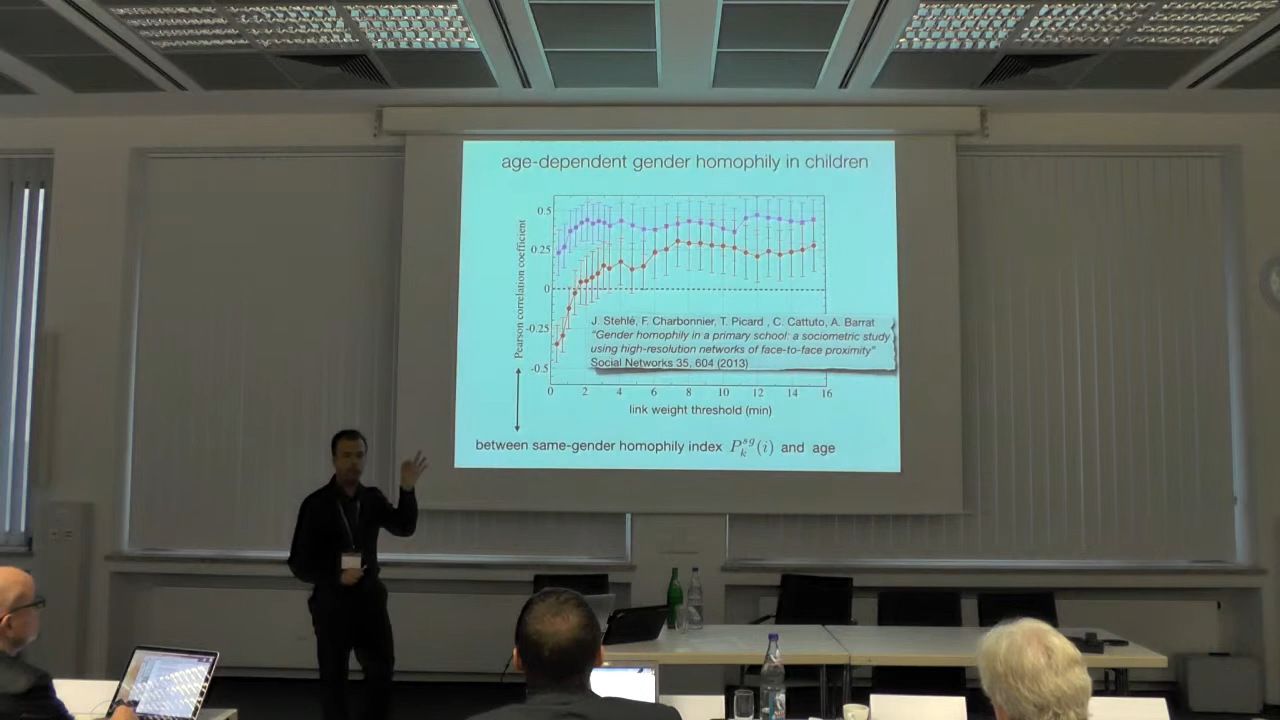 age-dependent gender homophily in children
0.5
0.25
0
-0.25
-0.5
Pearson correlation coefficient
J. Stehlé, F. Charbonnier, T. Picard , C. Cattuto, A. Barrat
"Gender homophily in a primary school: a sociometric study
using high-resolution networks of face-to-face proximity"
Social Networks 35, 604 (2013)
0 2 4 6 8 10 12 14 16
link weight threshold (min)
between same-gender homophily index P_k^{sg}(i) and age